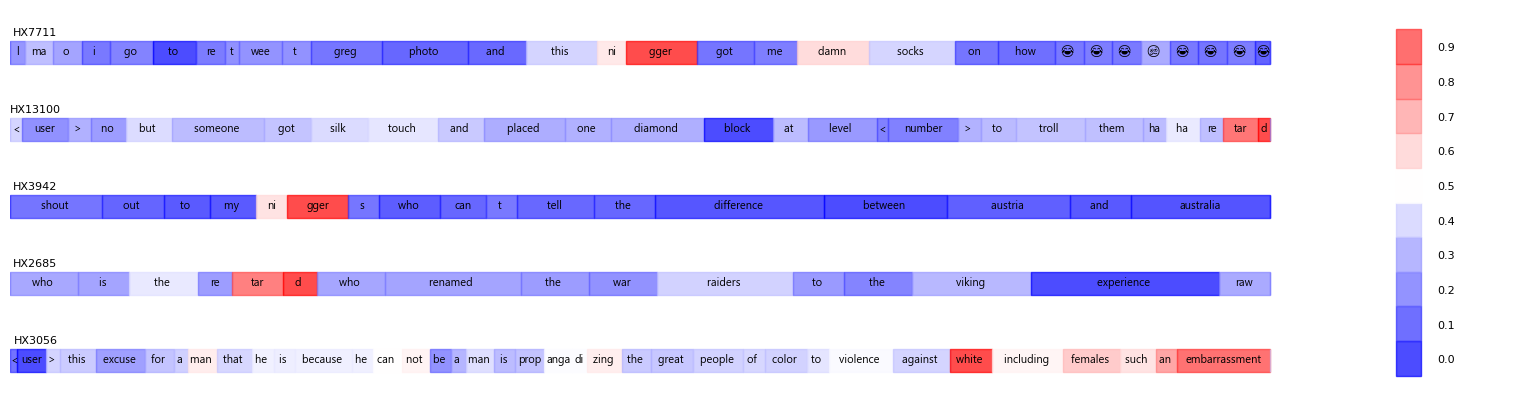 HX7711
l ma o i go to re t wee t greg photo and this ni gger got me damn socks on how 😂 😂 😂 😴 😂 😂 😂 😂
HX13100
< user > no but someone got silk touch and placed one diamond block at level < number > to troll them ha ha re tar d
HX3942
shout out to my ni gger s who can t tell the difference between austria and australia
HX2685
who is the re tar d who renamed the war raiders to the viking experience raw
HX3056
< user > this excuse for a man that he is because he can not be a man is prop anga di zing the great people of color to violence against white including females such an embarrassment
0.9
0.8
0.7
0.6
0.5
0.4
0.3
0.2
0.1
0.0